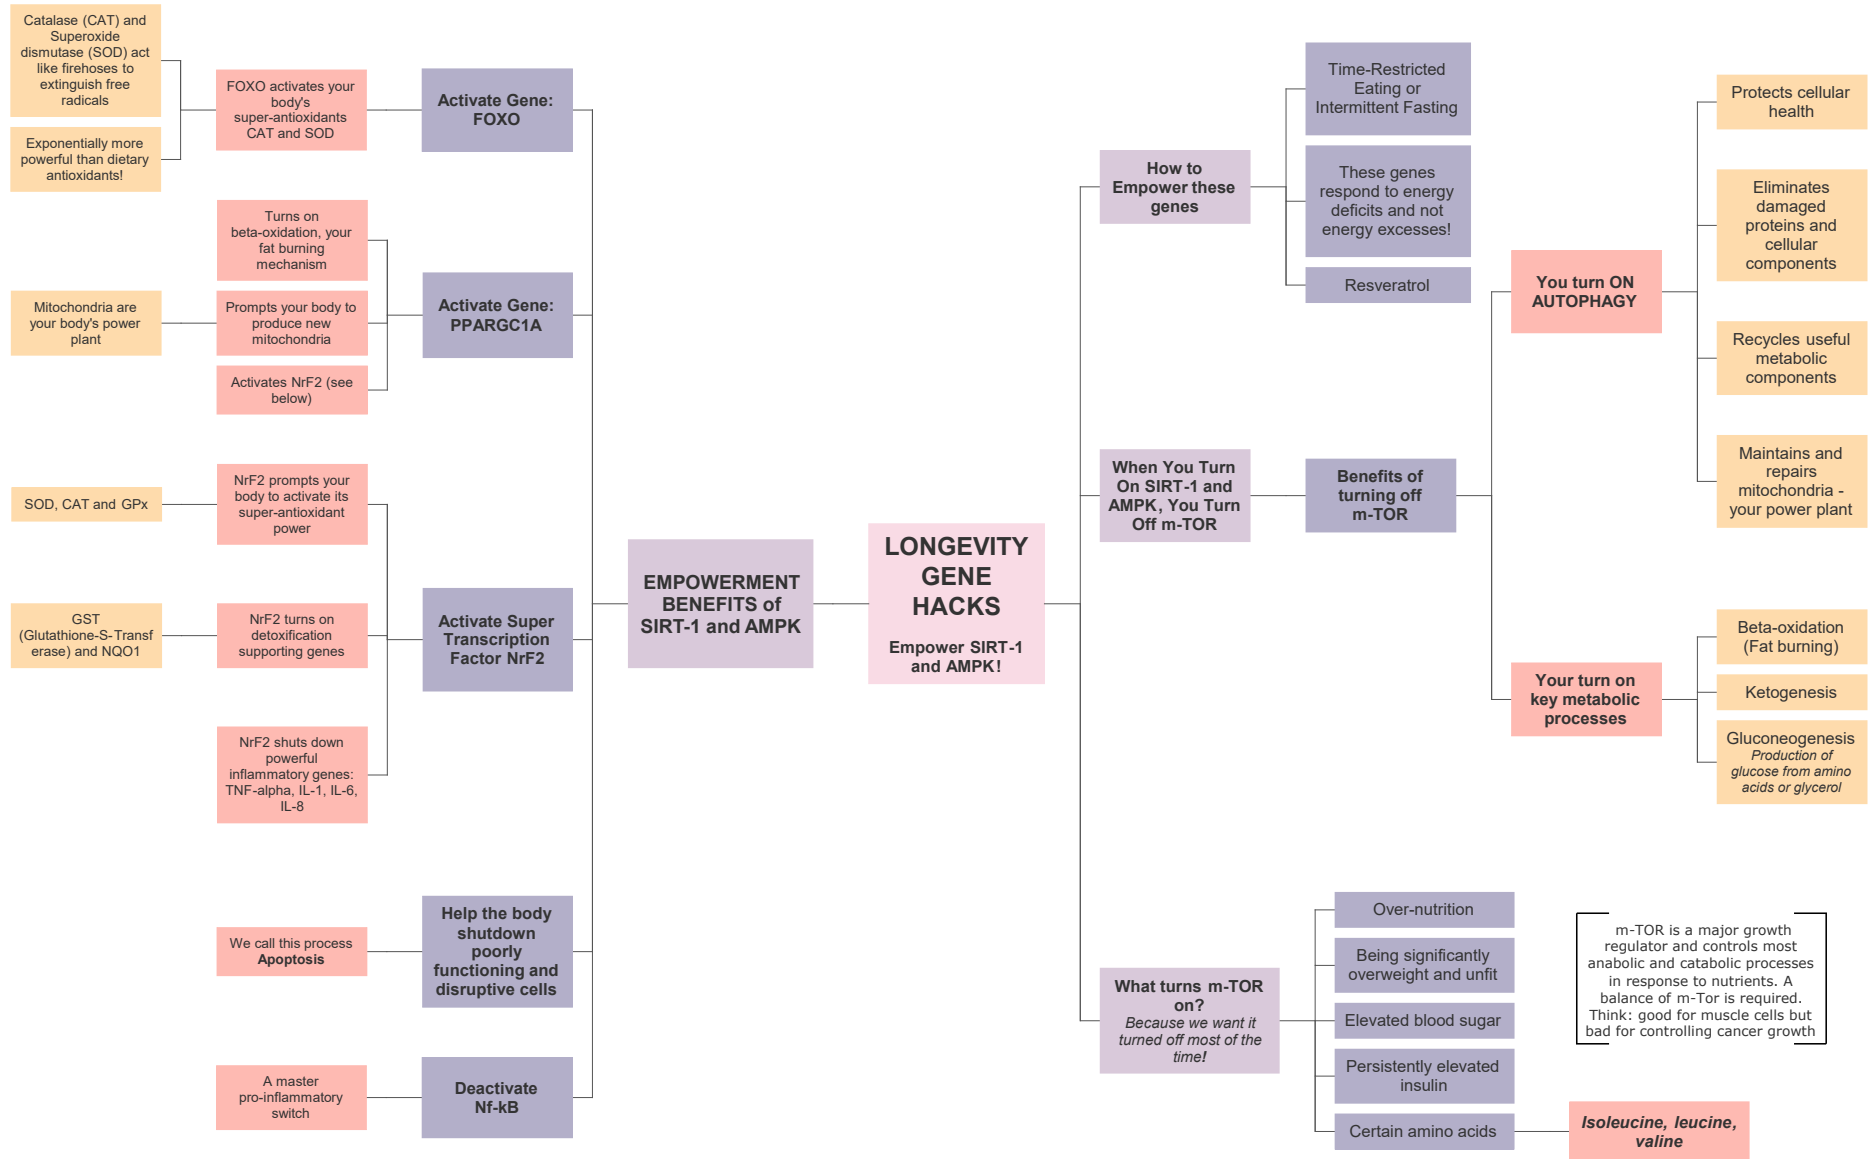 Catalase (CAT) and
Superoxide
dismutase (SOD) act
like firehoses to
extinguish free
radicals
Exponentially more
powerful than dietary
antioxidants!
FOXO activates your
body's
super-antioxidants
CAT and SOD
Activate Gene:
FOXO
Turns on
beta-oxidation, your
fat burning
mechanism
Mitochondria are
your body's power
plant
Prompts your body to
produce new
mitochondria
Activates NrF2 (see
below)
Activate Gene:
PPARGC1A
SOD, CAT and GPx
NrF2 prompts your
body to activate its
super-antioxidant
power
GST
(Glutathione-S-Transf
erase) and NQO1
NrF2 turns on
detoxification
supporting genes
NrF2 shuts down
powerful
inflammatory genes:
TNF-alpha, IL-1, IL-6,
IL-8
Activate Super
Transcription
Factor NrF2
We call this process
Apoptosis
Help the body
shutdown
poorly
functioning and
disruptive cells
A master
pro-inflammatory
switch
Deactivate
Nf-kB
EMPOWERMENT
BENEFITS of
SIRT-1 and AMPK
LONGEVITY
GENE
HACKS
Empower SIRT-1
and AMPK!
How to
Empower these
genes
Time-Restricted
Eating or
Intermittent Fasting
These genes
respond to energy
deficits and not
energy excesses!
Resveratrol
When You Turn
On SIRT-1 and
AMPK, You Turn
Off m-TOR
Benefits of
turning off
m-TOR
You turn ON
AUTOPHAGY
Protects cellular
health
Eliminates
damaged
proteins and
cellular
components
Recycles useful
metabolic
components
Maintains and
repairs
mitochondria -
your power plant
Your turn on
key metabolic
processes
Beta-oxidation
(Fat burning)
Ketogenesis
Gluconeogenesis
Production of
glucose from amino
acids or glycerol
What turns m-TOR
on?
Because we want it
turned off most of the
time!
Over-nutrition
Being significantly
overweight and unfit
Elevated blood sugar
Persistently elevated
insulin
Certain amino acids
Isoleucine, leucine,
valine
m-TOR is a major growth
regulator and controls most
anabolic and catabolic processes
in response to nutrients. A
balance of m-Tor is required.
Think: good for muscle cells but
bad for controlling cancer growth